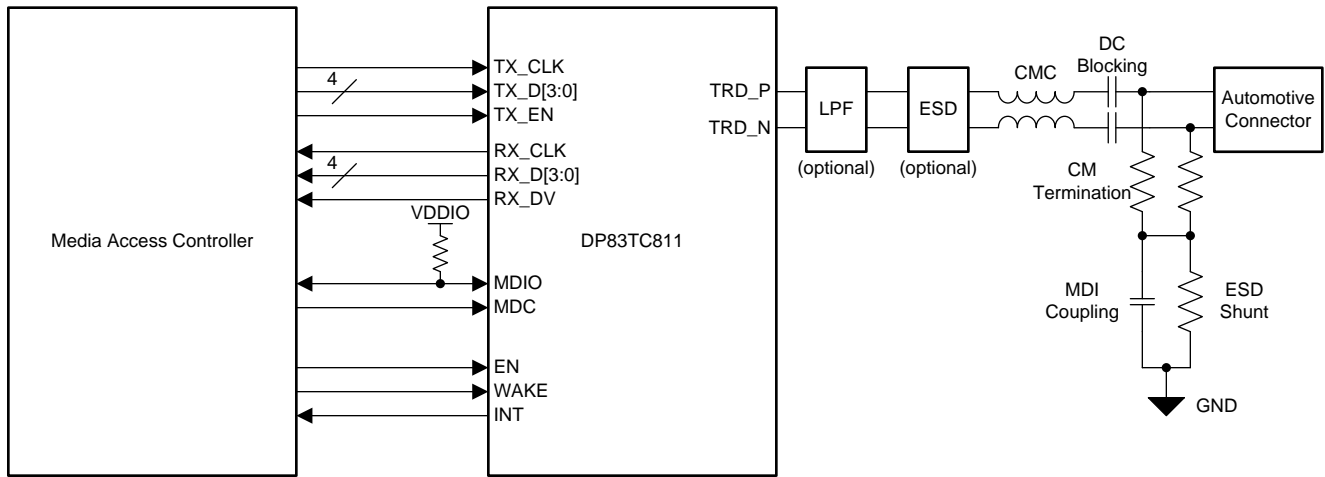 Media Access Controller
4
4
VDDIO
TX_CLK
TX_D[3:0]
TX_EN
RX_CLK
RX_D[3:0]
RX_DV
MDIO
MDC
EN
WAKE
INT
DP83TC811
TRD_P
TRD_N
LPF
(optional)
ESD
(optional)
CMC
DC
Blocking
Automotive
Connector
CM
Termination
MDI
Coupling
ESD
Shunt
GND